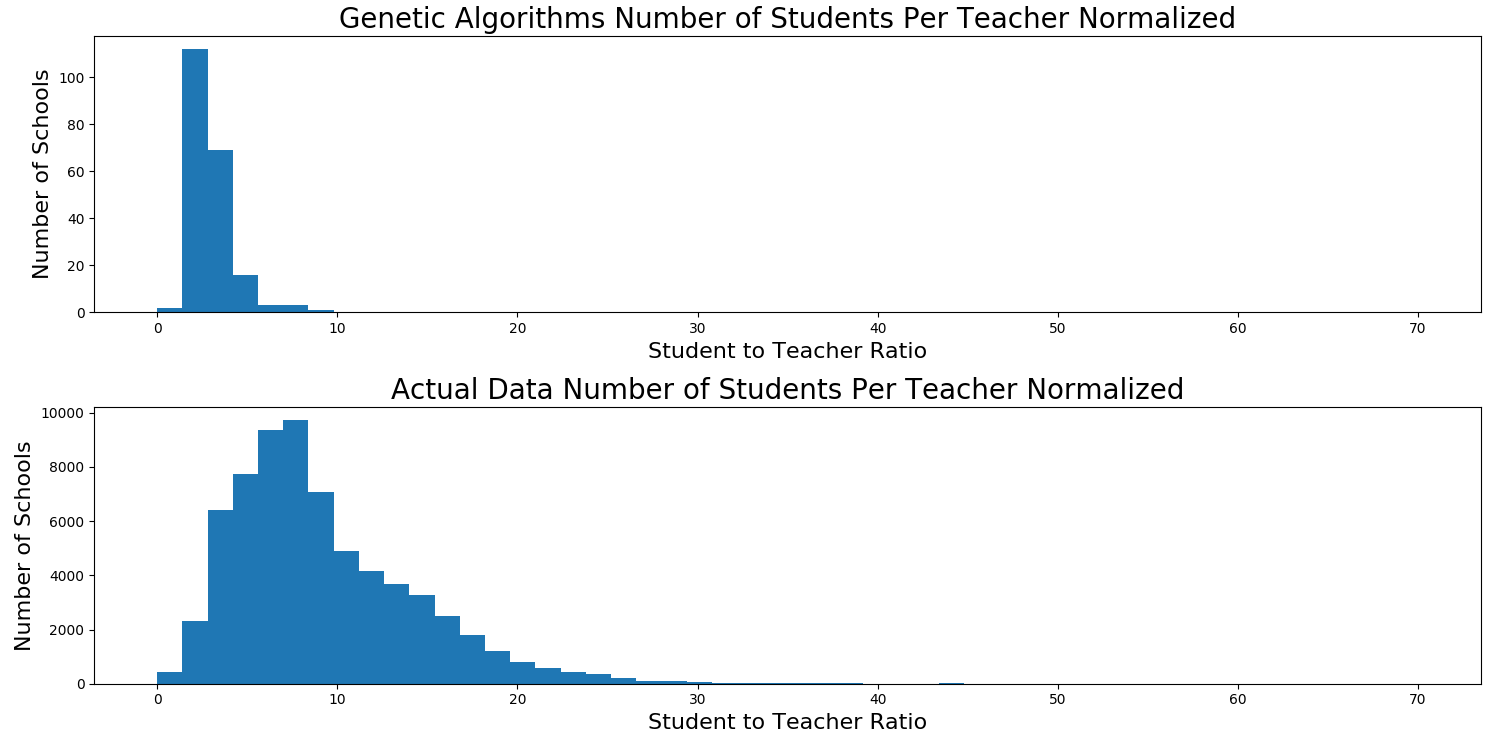 Genetic Algorithms Number of Students Per Teacher Normalized
Number of Schools
100
80
60
40
20
0
0 10 20 30 40 50 60 70
Student to Teacher Ratio
Actual Data Number of Students Per Teacher Normalized
Number of Schools
10000
8000
6000
4000
2000
0
0 10 20 30 40 50 60 70
Student to Teacher Ratio